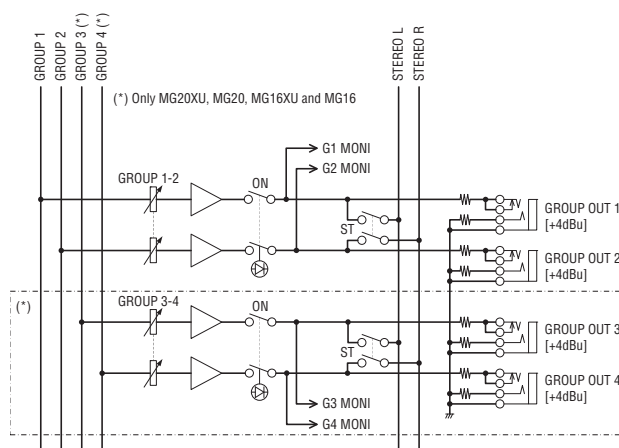 GROUP 1
GROUP 2
GROUP 3 (*)
GROUP 4 (*)
STEREO L
STEREO R
(*) Only MG20XU, MG20, MG16XU and MG16
G1 MONI
G2 MONI
GROUP 1-2
ON
ST
GROUP OUT 1
[+4dBu]
GROUP OUT 2
[+4dBu]
(*)
GROUP 3-4
ON
ST
GROUP OUT 3
[+4dBu]
GROUP OUT 4
[+4dBu]
G3 MONI
G4 MONI